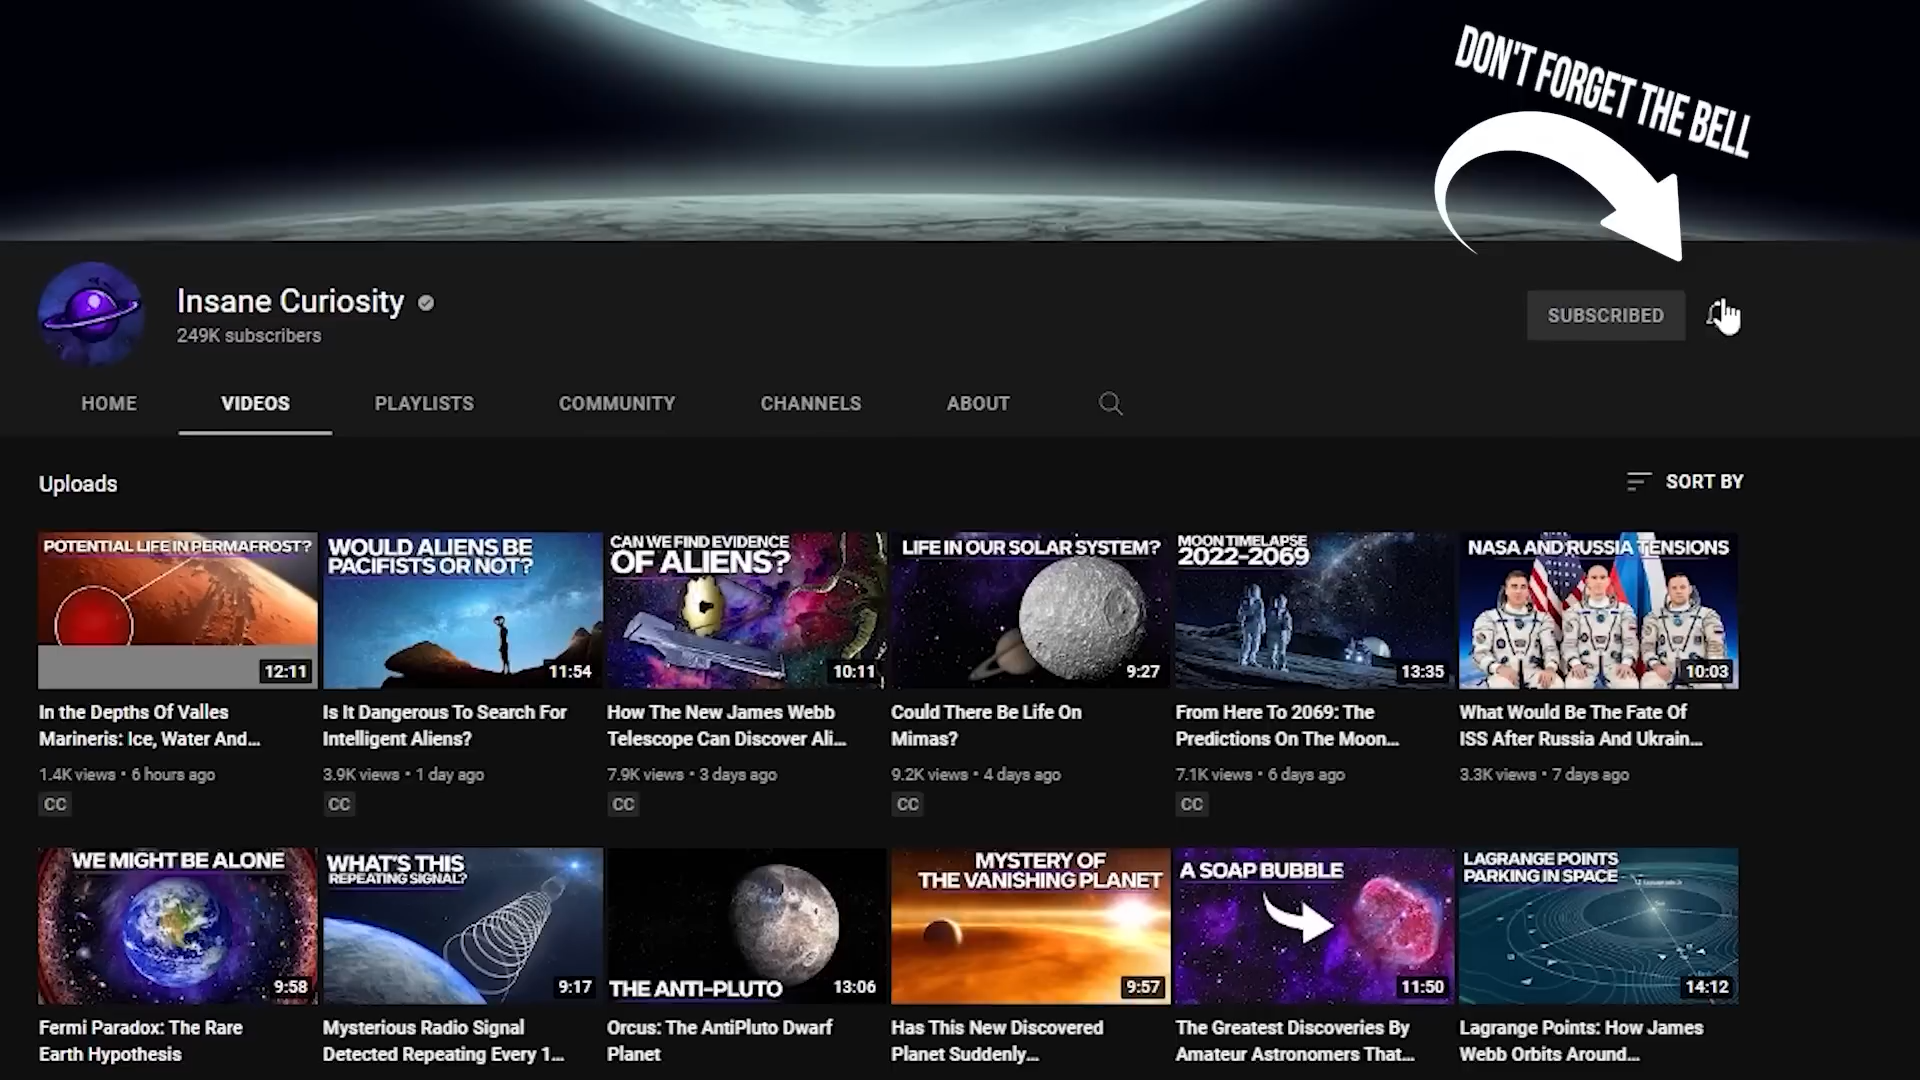 DON'T FORGET THE BELL
Insane Curiosity
249K subscribers
SUBSCRIBED
HOME
VIDEOS
PLAYLISTS
COMMUNITY
CHANNELS
ABOUT
Uploads
SORT BY
POTENTIAL LIFE IN PERMAFROST?
12:11
In the Depths Of Valles
Marineris: Ice, Water And...
1.4K views • 6 hours ago
CC
WOULD ALIENS BE
PACIFISTS OR NOT?
11:54
Is It Dangerous To Search For
Intelligent Aliens?
3.9K views • 1 day ago
CC
CAN WE FIND EVIDENCE
OF ALIENS?
10:11
How The New James Webb
Telescope Can Discover Ali...
7.9K views • 3 days ago
CC
LIFE IN OUR SOLAR SYSTEM?
9:27
Could There Be Life On
Mimas?
9.2K views • 4 days ago
CC
MOON TIMELAPSE
2022-2069
13:35
From Here To 2069: The
Predictions On The Moon...
7.1K views • 6 days ago
CC
NASA AND RUSSIA TENSIONS
10:03
What Would Be The Fate Of
ISS After Russia And Ukrain...
3.3K views • 7 days ago
WE MIGHT BE ALONE
9:58
Fermi Paradox: The Rare
Earth Hypothesis
WHAT'S THIS
REPEATING SIGNAL?
9:17
Mysterious Radio Signal
Detected Repeating Every 1...
THE ANTI-PLUTO
13:06
Orcus: The AntiPluto Dwarf
Planet
MYSTERY OF
THE VANISHING PLANET
9:57
Has This New Discovered
Planet Suddenly...
A SOAP BUBBLE
11:50
The Greatest Discoveries By
Amateur Astronomers That...
LAGRANGE POINTS
PARKING IN SPACE
14:12
Lagrange Points: How James
Webb Orbits Around...